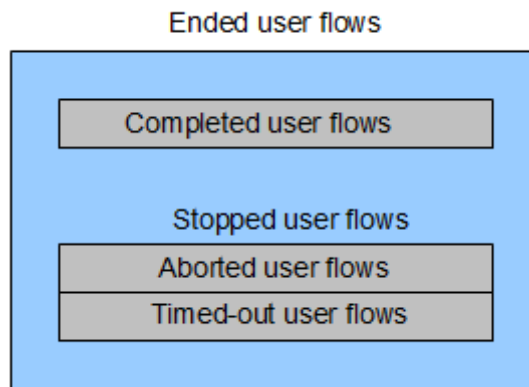 Ended user flows
Completed user flows
Stopped user flows
Aborted user flows
Timed-out user flows